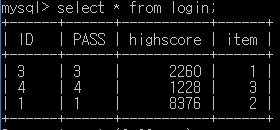 mysql> select * from login;
+----+------+-----------+------+
| ID | PASS | highscore | item |
+----+------+-----------+------+
| 3 | 3 | 2260 | 1 |
| 4 | 4 | 1228 | 3 |
| 1 | 1 | 8376 | 2 |
+----+------+-----------+------+